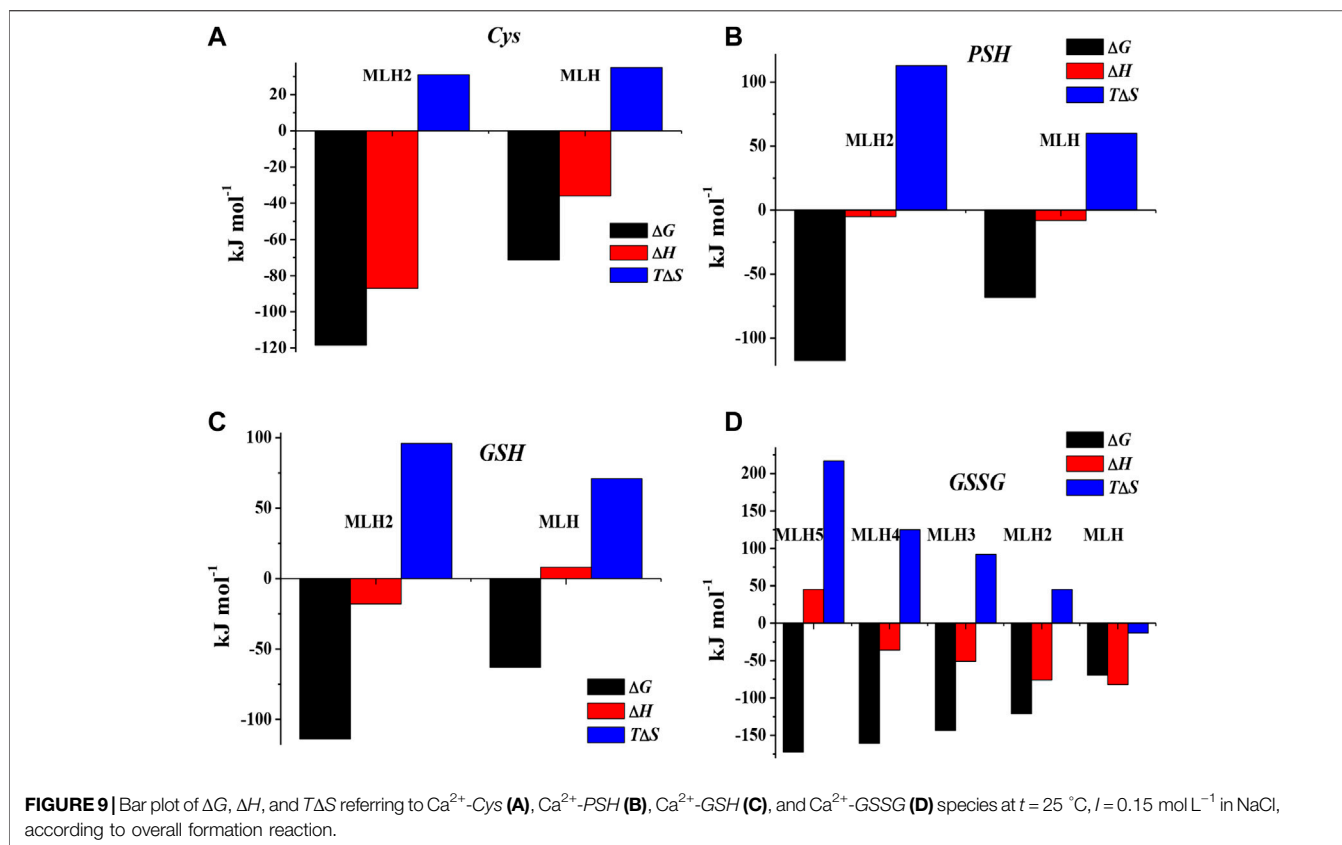 A
Cys
MLH2
MLH
20
0
-20
-40
-60
-80
-100
-120
kJ mol⁻¹
ΔG
ΔH
TΔS
B
PSH
ΔG
ΔH
TΔS
MLH2
MLH
100
50
0
-50
-100
kJ mol⁻¹
C
GSH
MLH2
MLH
100
50
0
-50
-100
kJ mol⁻¹
ΔG
ΔH
TΔS
D
GSSG
ΔG
ΔH
TΔS
MLH5
MLH4
MLH3
MLH2
MLH
200
150
100
50
0
-50
-100
-150
kJ mol⁻¹
FIGURE 9 | Bar plot of ΔG, ΔH, and TΔS referring to Ca²⁺-Cys (A), Ca²⁺-PSH (B), Ca²⁺-GSH (C), and Ca²⁺-GSSG (D) species at t = 25 °C, I = 0.15 mol L⁻¹ in NaCl,
according to overall formation reaction.